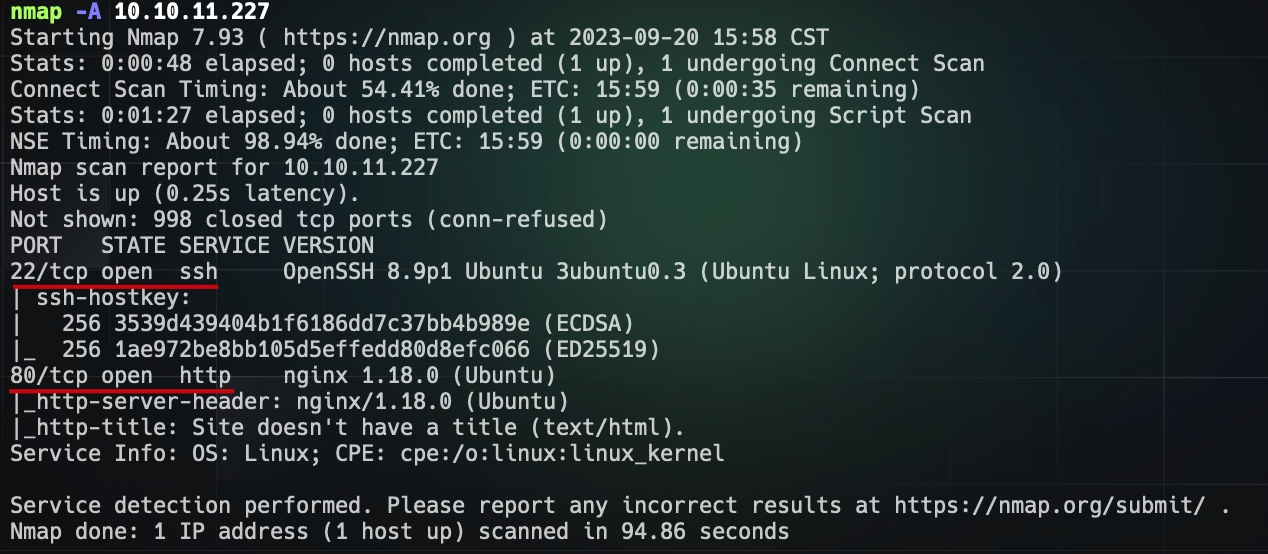 nmap -A 10.10.11.227
Starting Nmap 7.93 ( https://nmap.org ) at 2023-09-20 15:58 CST
Stats: 0:00:48 elapsed; 0 hosts completed (1 up), 1 undergoing Connect Scan
Connect Scan Timing: About 54.41% done; ETC: 15:59 (0:00:35 remaining)
Stats: 0:01:27 elapsed; 0 hosts completed (1 up), 1 undergoing Script Scan
NSE Timing: About 98.94% done; ETC: 15:59 (0:00:00 remaining)
Nmap scan report for 10.10.11.227
Host is up (0.25s latency).
Not shown: 998 closed tcp ports (conn-refused)
PORT   STATE SERVICE VERSION
22/tcp open  ssh     OpenSSH 8.9p1 Ubuntu 3ubuntu0.3 (Ubuntu Linux; protocol 2.0)
| ssh-hostkey:
|   256 3539d439404b1f6186dd7c37bb4b989e (ECDSA)
|_  256 1ae972be8bb105d5effedd80d8efc066 (ED25519)
80/tcp open  http    nginx 1.18.0 (Ubuntu)
|_http-server-header: nginx/1.18.0 (Ubuntu)
|_http-title: Site doesn't have a title (text/html).
Service Info: OS: Linux; CPE: cpe:/o:linux:linux_kernel
Service detection performed. Please report any incorrect results at https://nmap.org/submit/ .
Nmap done: 1 IP address (1 host up) scanned in 94.86 seconds